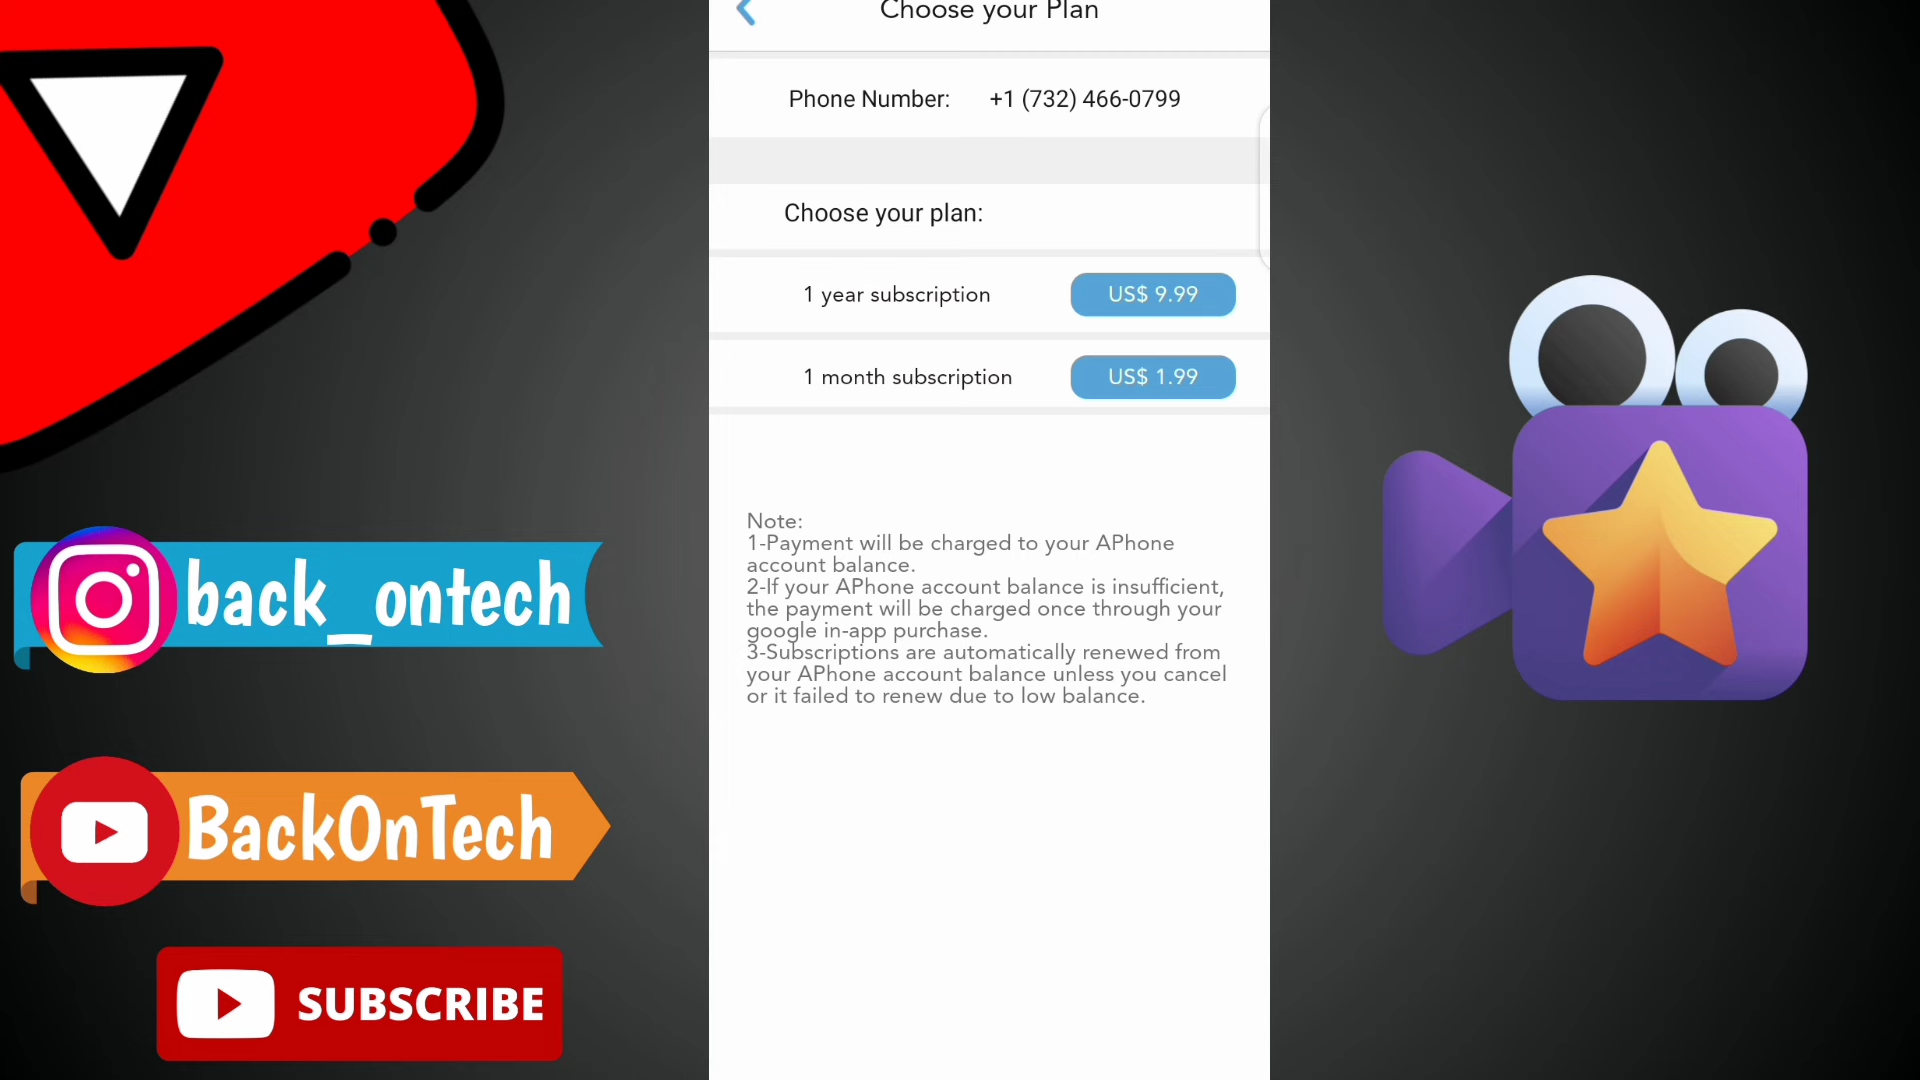 Choose your Plan
Phone Number: +1 (732) 466-0799
Choose your plan:
1 year subscription US$ 9.99
1 month subscription US$ 1.99
Note:
1-Payment will be charged to your APhone
account balance.
2-If your APhone account balance is insufficient,
the payment will be charged once through your
google in-app purchase.
3-Subscriptions are automatically renewed from
your APhone account balance unless you cancel
or it failed to renew due to low balance.
back_ontech
BackOnTech
SUBSCRIBE